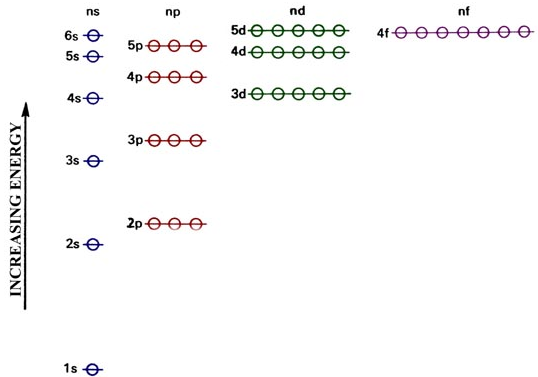 ns np nd nf
5d
4f
6s
5p
4d
5s
4p
3d
4s
3p
3s
2p
2s
1s
INCREASING ENERGY